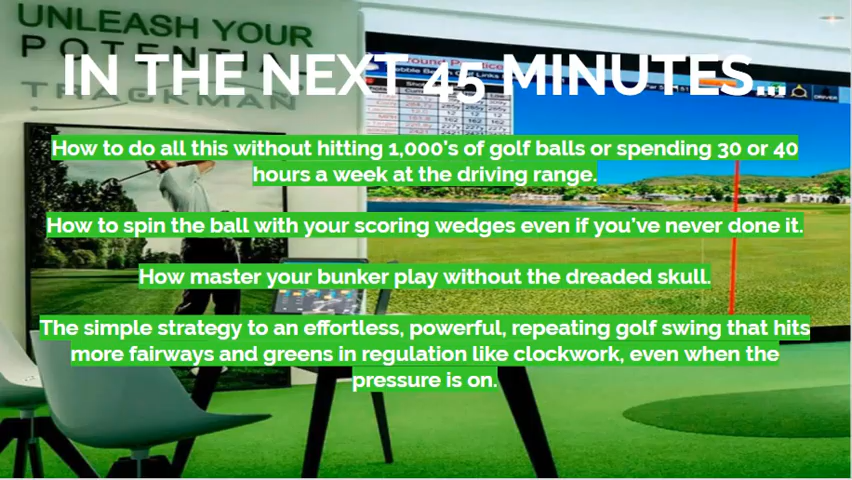 UNLEASH YOUR
POTENTIAL
TRACKMAN
IN THE NEXT 45 MINUTES...
How to do all this without hitting 1,000's of golf balls or spending 30 or 40
hours a week at the driving range.
How to spin the ball with your scoring wedges even if you've never done it.
How master your bunker play without the dreaded skull.
The simple strategy to an effortless, powerful, repeating golf swing that hits
more fairways and greens in regulation like clockwork, even when the
pressure is on.
DRIVER